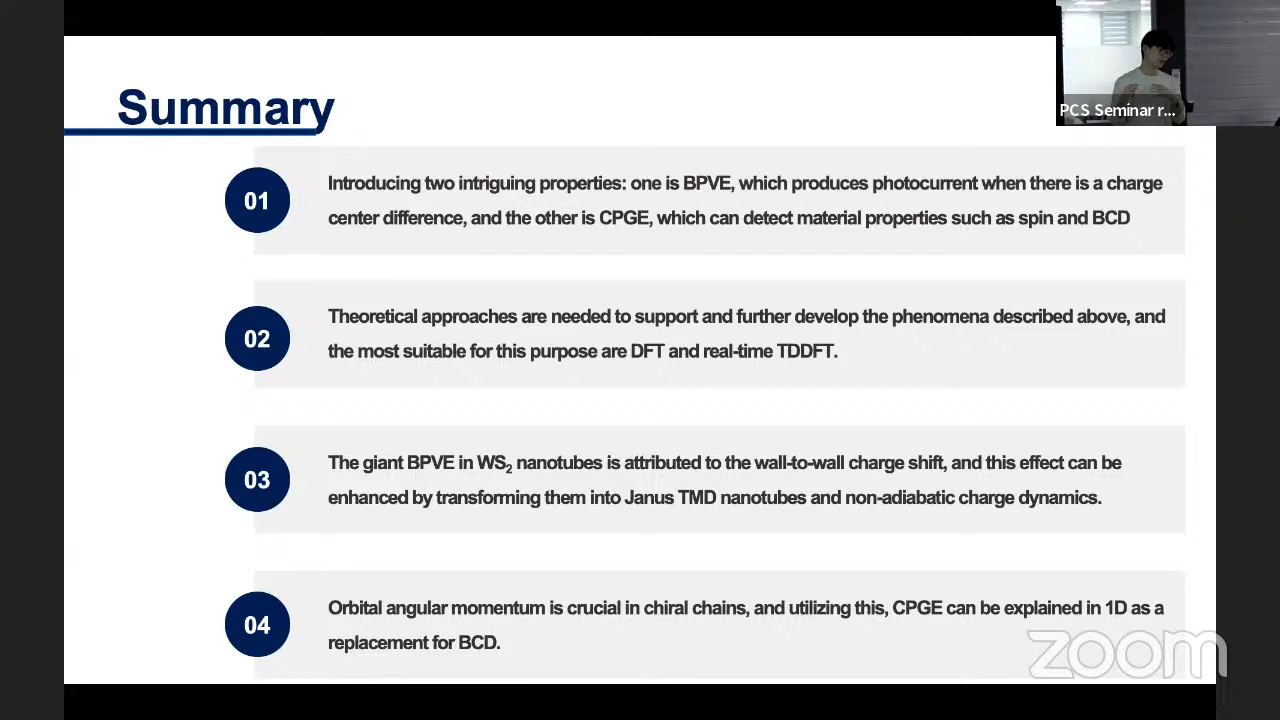 Summary
PCS Seminar r...
01
Introducing two intriguing properties: one is BPVE, which produces photocurrent when there is a charge
center difference, and the other is CPGE, which can detect material properties such as spin and BCD
02
Theoretical approaches are needed to support and further develop the phenomena described above, and
the most suitable for this purpose are DFT and real-time TDDFT.
03
The giant BPVE in WS₂ nanotubes is attributed to the wall-to-wall charge shift, and this effect can be
enhanced by transforming them into Janus TMD nanotubes and non-adiabatic charge dynamics.
04
Orbital angular momentum is crucial in chiral chains, and utilizing this, CPGE can be explained in 1D as a
replacement for BCD.
zoom